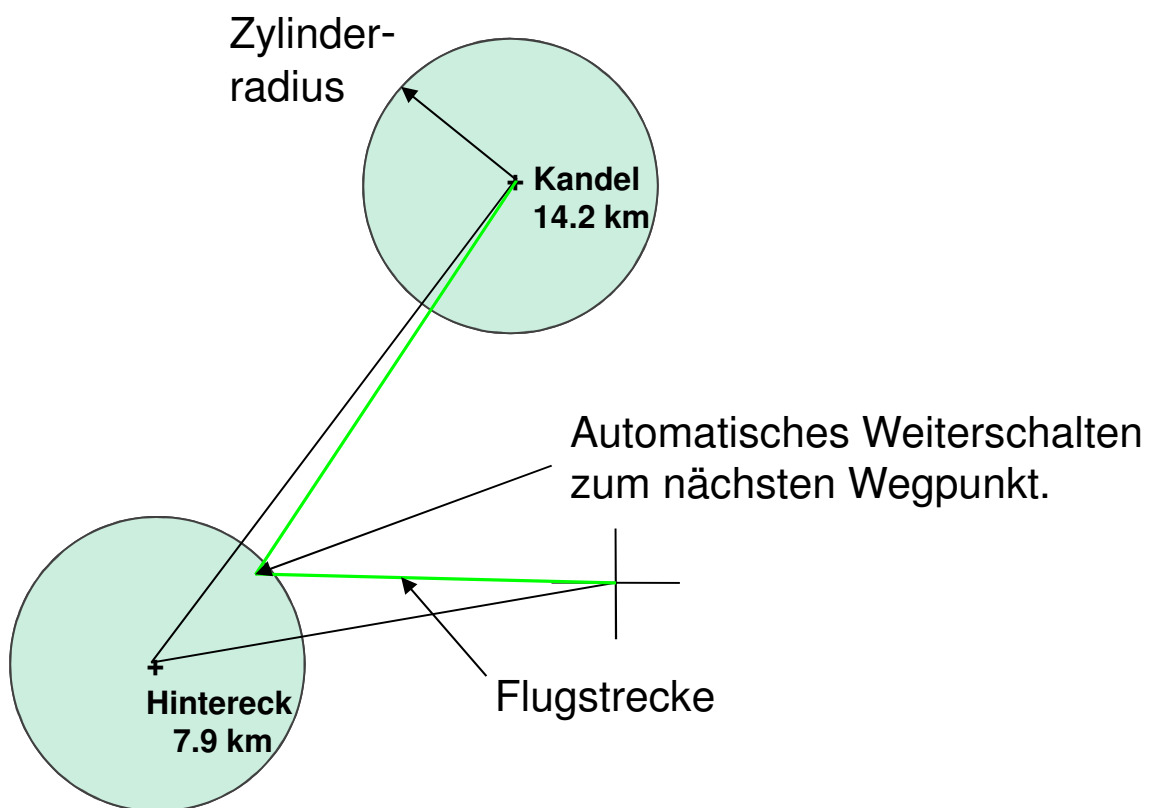 Zylinder-
radius
Kandel
14.2 km
Automatisches Weiterschalten
zum nächsten Wegpunkt.
Flugstrecke
Hintereck
7.9 km